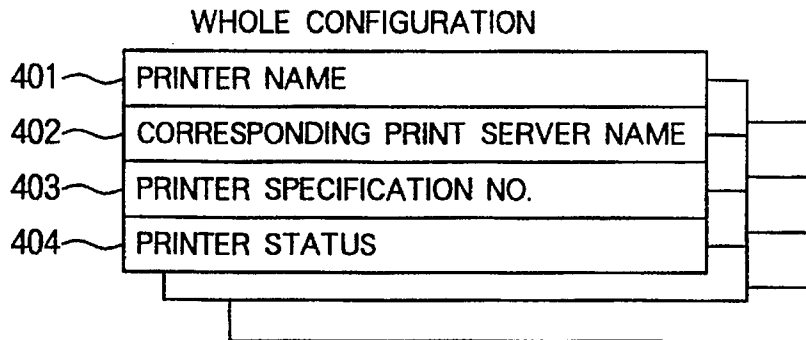 WHOLE CONFIGURATION
401 PRINTER NAME
402 CORRESPONDING PRINT SERVER NAME
403 PRINTER SPECIFICATION NO.
404 PRINTER STATUS